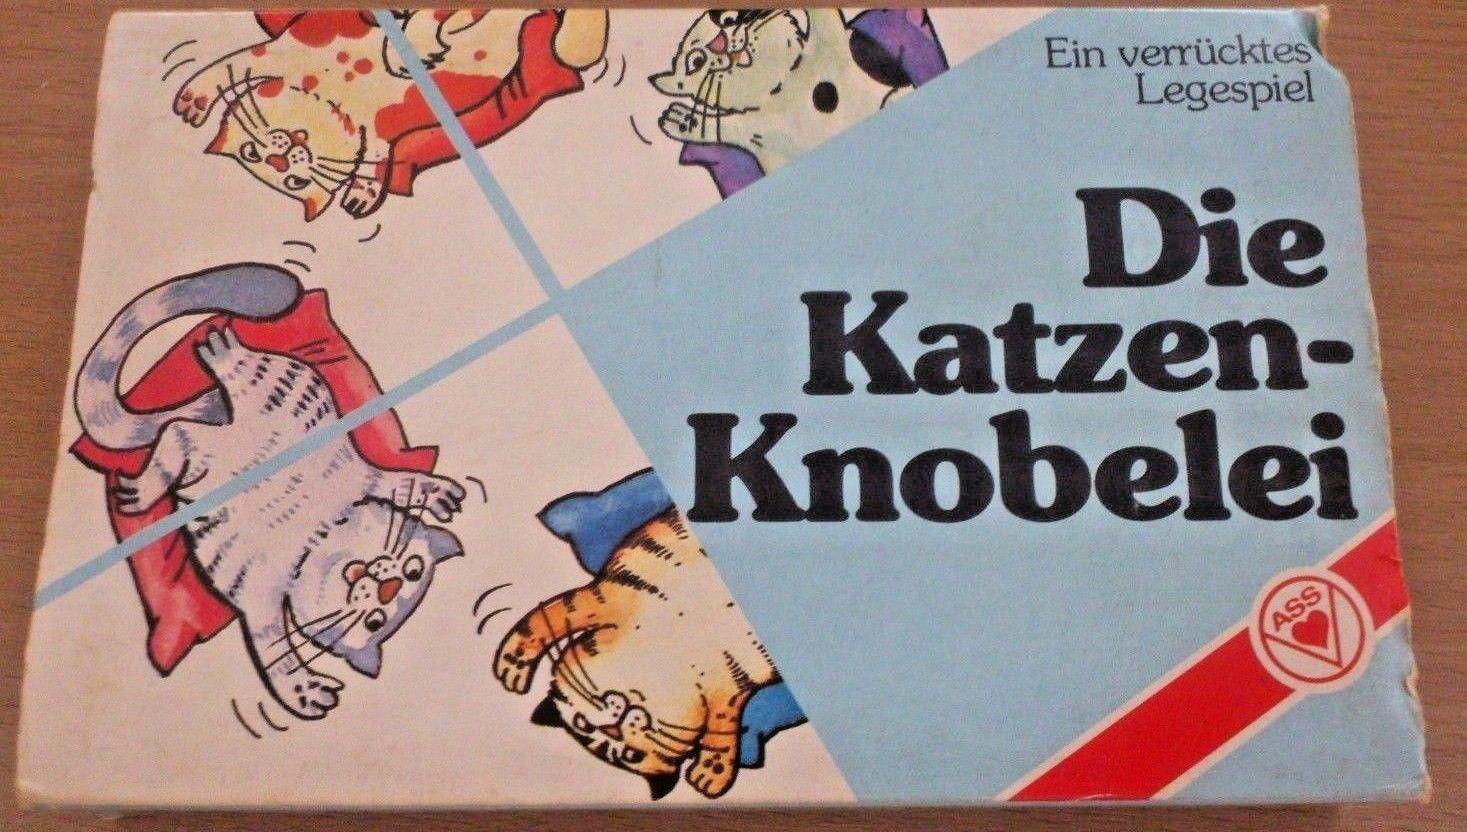 Ein verrücktes
Legespiel
Die
Katzen-
Knobelei
ASS